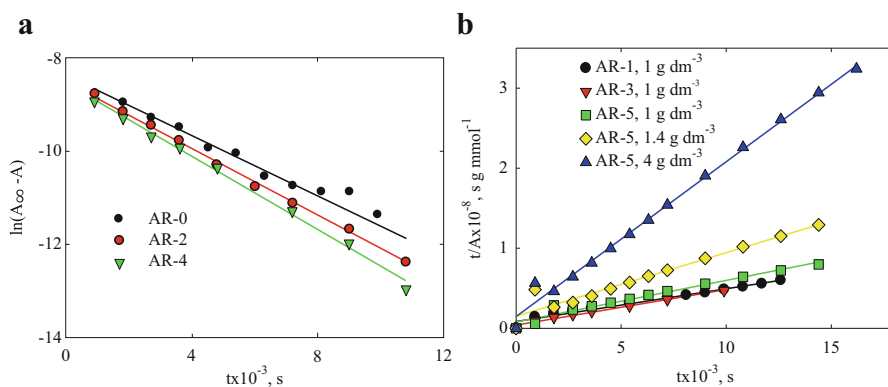 a
b
-8
-10
-12
-14
ln(A∞ -A)
AR-0
AR-2
AR-4
0
4
8
12
tx10⁻³, s
3
2
1
0
t/Ax10⁻⁸, s g mmol⁻¹
AR-1, 1 g dm⁻³
AR-3, 1 g dm⁻³
AR-5, 1 g dm⁻³
AR-5, 1.4 g dm⁻³
AR-5, 4 g dm⁻³
0
5
10
15
tx10⁻³, s